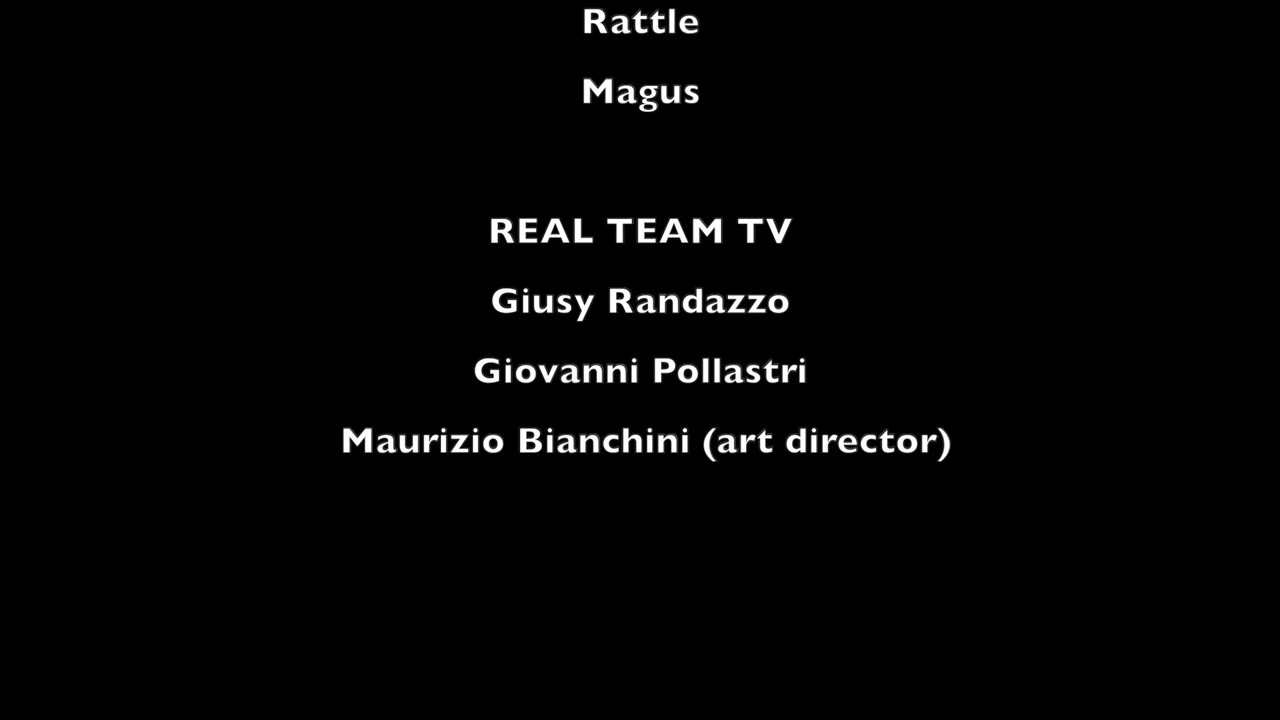 Rattle
Magus
REAL TEAM TV
Giusy Randazzo
Giovanni Pollastri
Maurizio Bianchini (art director)